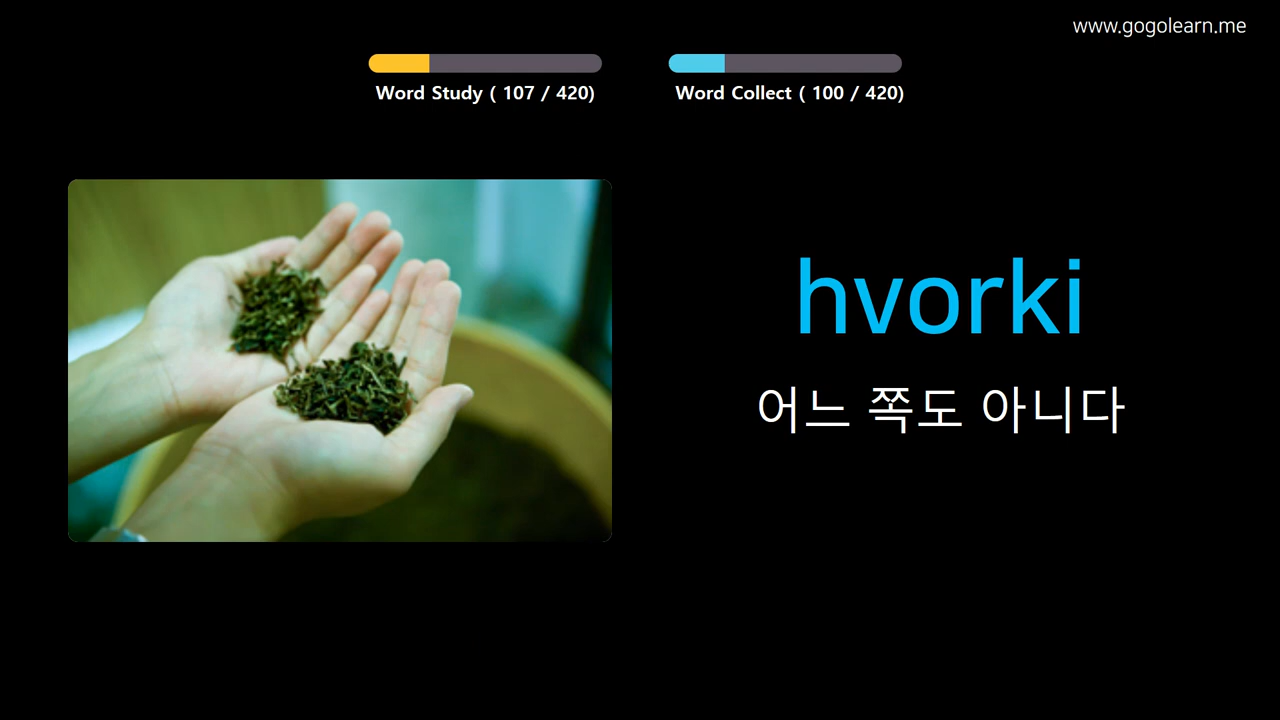 www.gogolearn.me
Word Study ( 107 / 420)
Word Collect ( 100 / 420)
hvorki
어느 쪽도 아니다